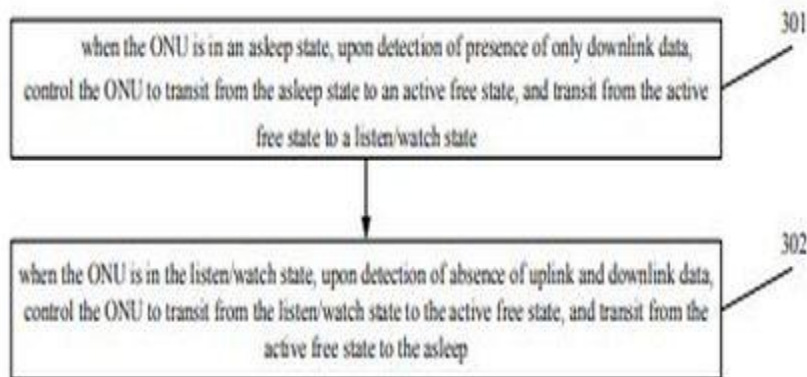 301
when the ONU is in an asleep state, upon detection of presence of only downlink data,
control the ONU to transit from the asleep state to an active free state, and transit from the active
free state to a listen/watch state
302
when the ONU is in the listen/watch state, upon detection of absence of uplink and downlink data,
control the ONU to transit from the listen/watch state to the active free state, and transit from the
active free state to the asleep